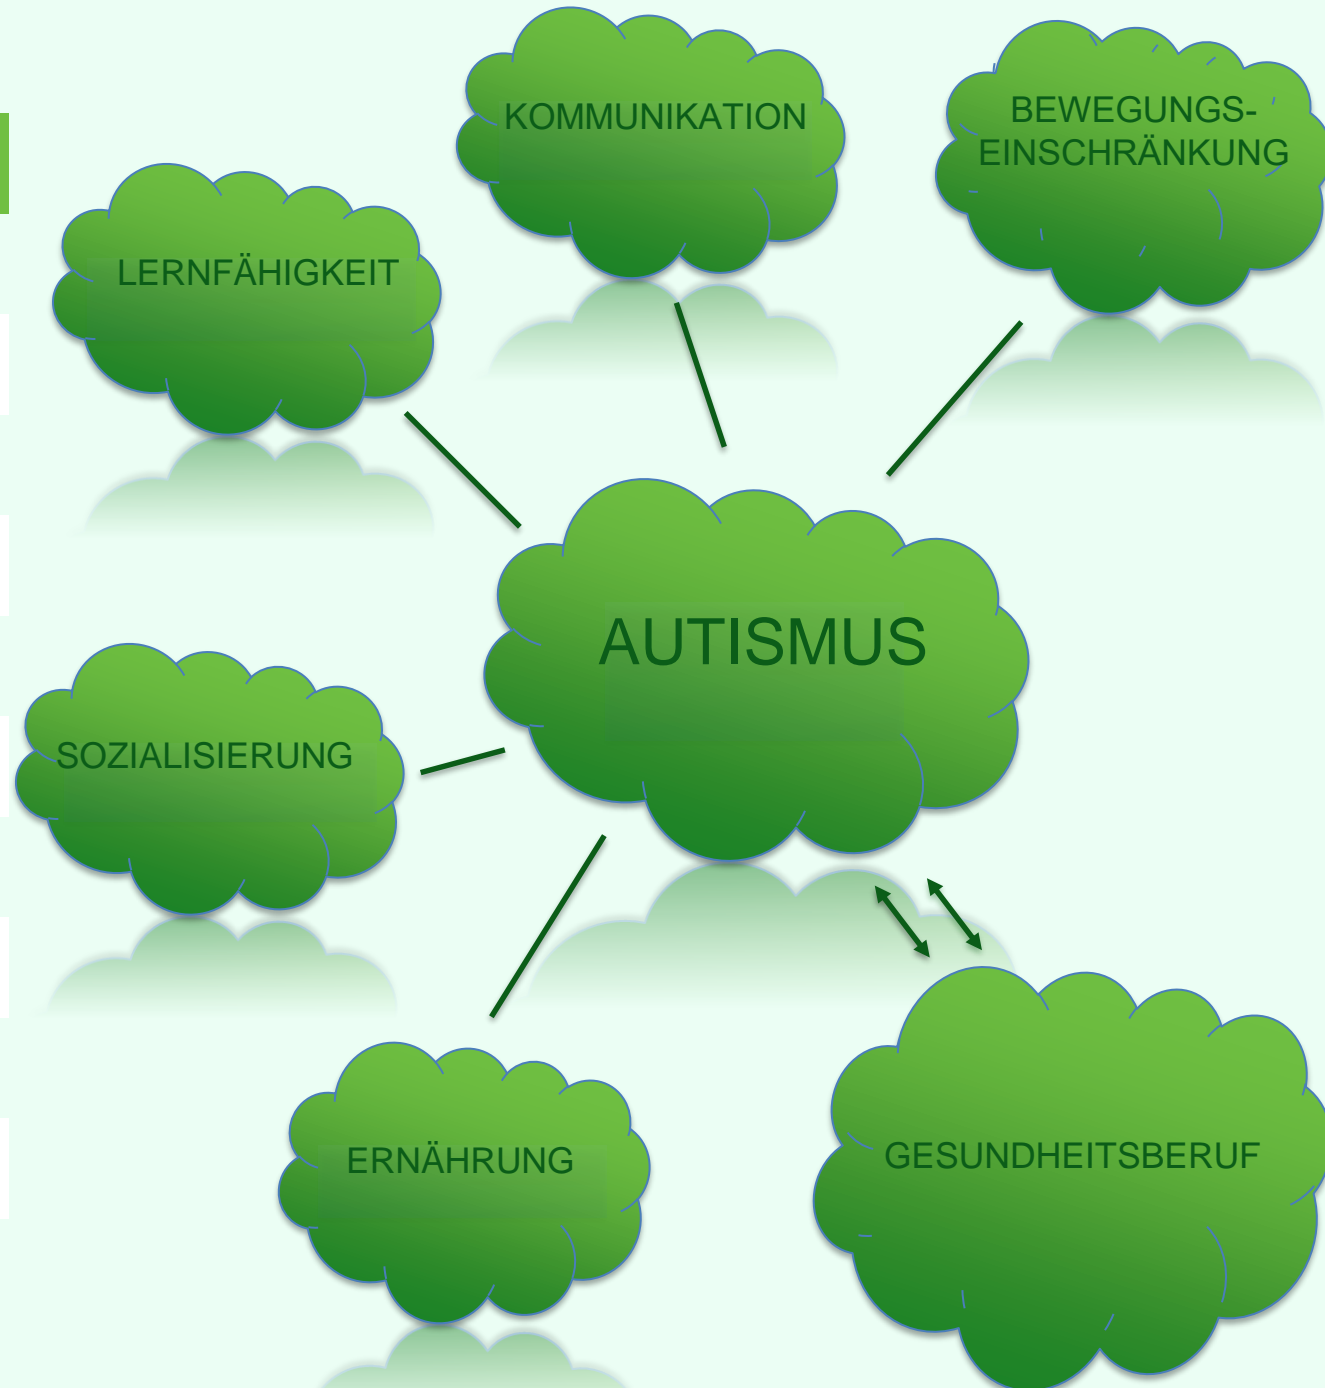 KOMMUNIKATION
BEWEGUNGS-
EINSCHRÄNKUNG
LERNFÄHIGKEIT
AUTISMUS
SOZIALISIERUNG
ERNÄHRUNG
GESUNDHEITSBERUF